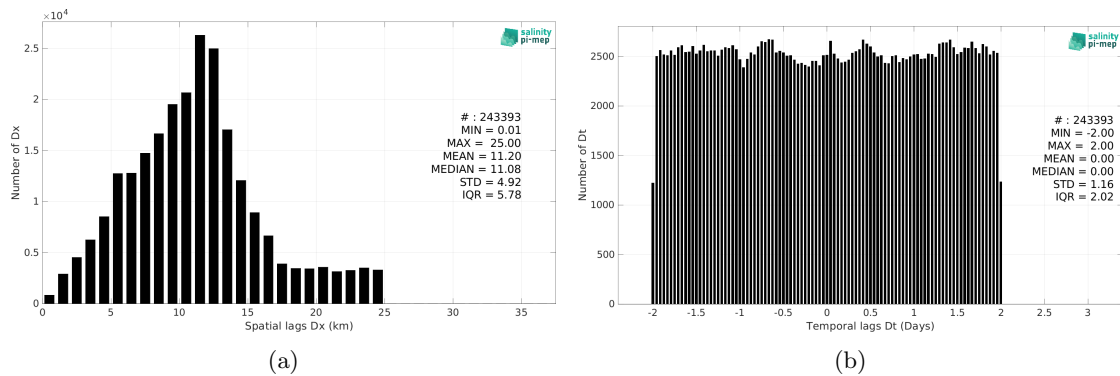 ×10⁴
2.5
2
1.5
1
0.5
0
Number of Dx
salinity
pi-mep
# : 243393
MIN = 0.01
MAX = 25.00
MEAN = 11.20
MEDIAN = 11.08
STD = 4.92
IQR = 5.78
0 5 10 15 20 25 30 35
Spatial lags Dx (km)
(a)
2500
2000
1500
1000
500
0
Number of Dt
salinity
pi-mep
# : 243393
MIN = -2.00
MAX = 2.00
MEAN = 0.00
MEDIAN = 0.00
STD = 1.16
IQR = 2.02
-2 -1.5 -1 -0.5 0 0.5 1 1.5 2 2.5 3
Temporal lags Dt (Days)
(b)